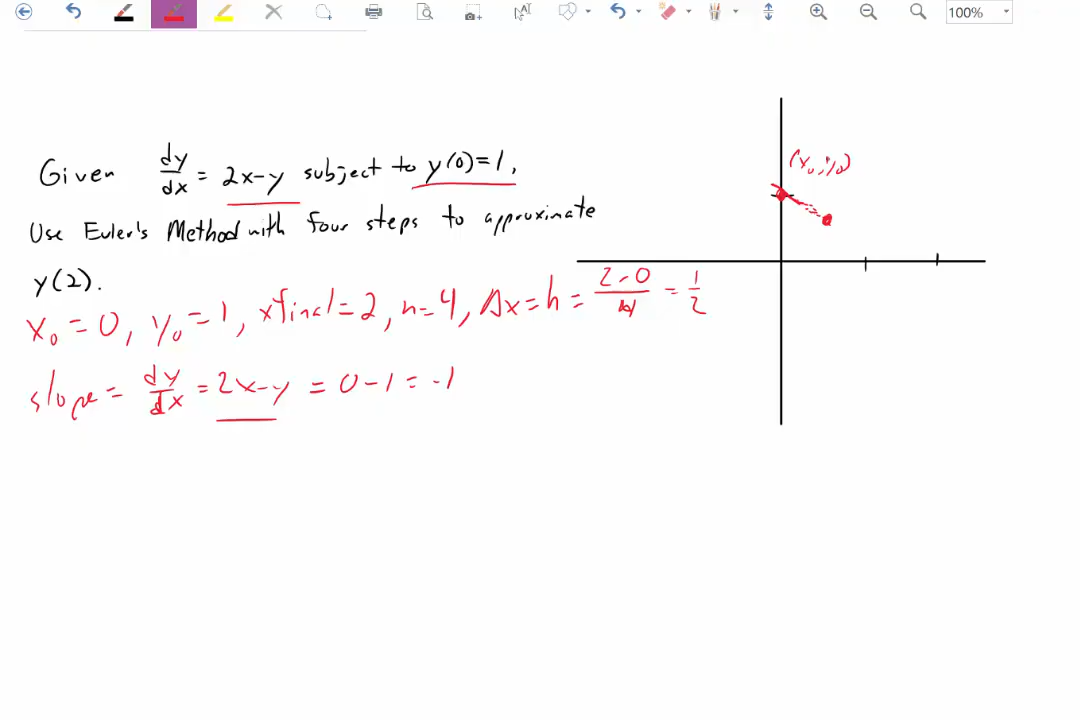 100%
(x₀, y₀)
Given dy/dx = 2x-y subject to y(0)=1,
Use Euler's Method with four steps to approximate
y(2).
x₀ = 0, y₀ = 1, xfinal = 2, n = 4, Δx = h = (2-0)/4 = 1/2
slope = dy/dx = 2x-y = 0-1 = -1